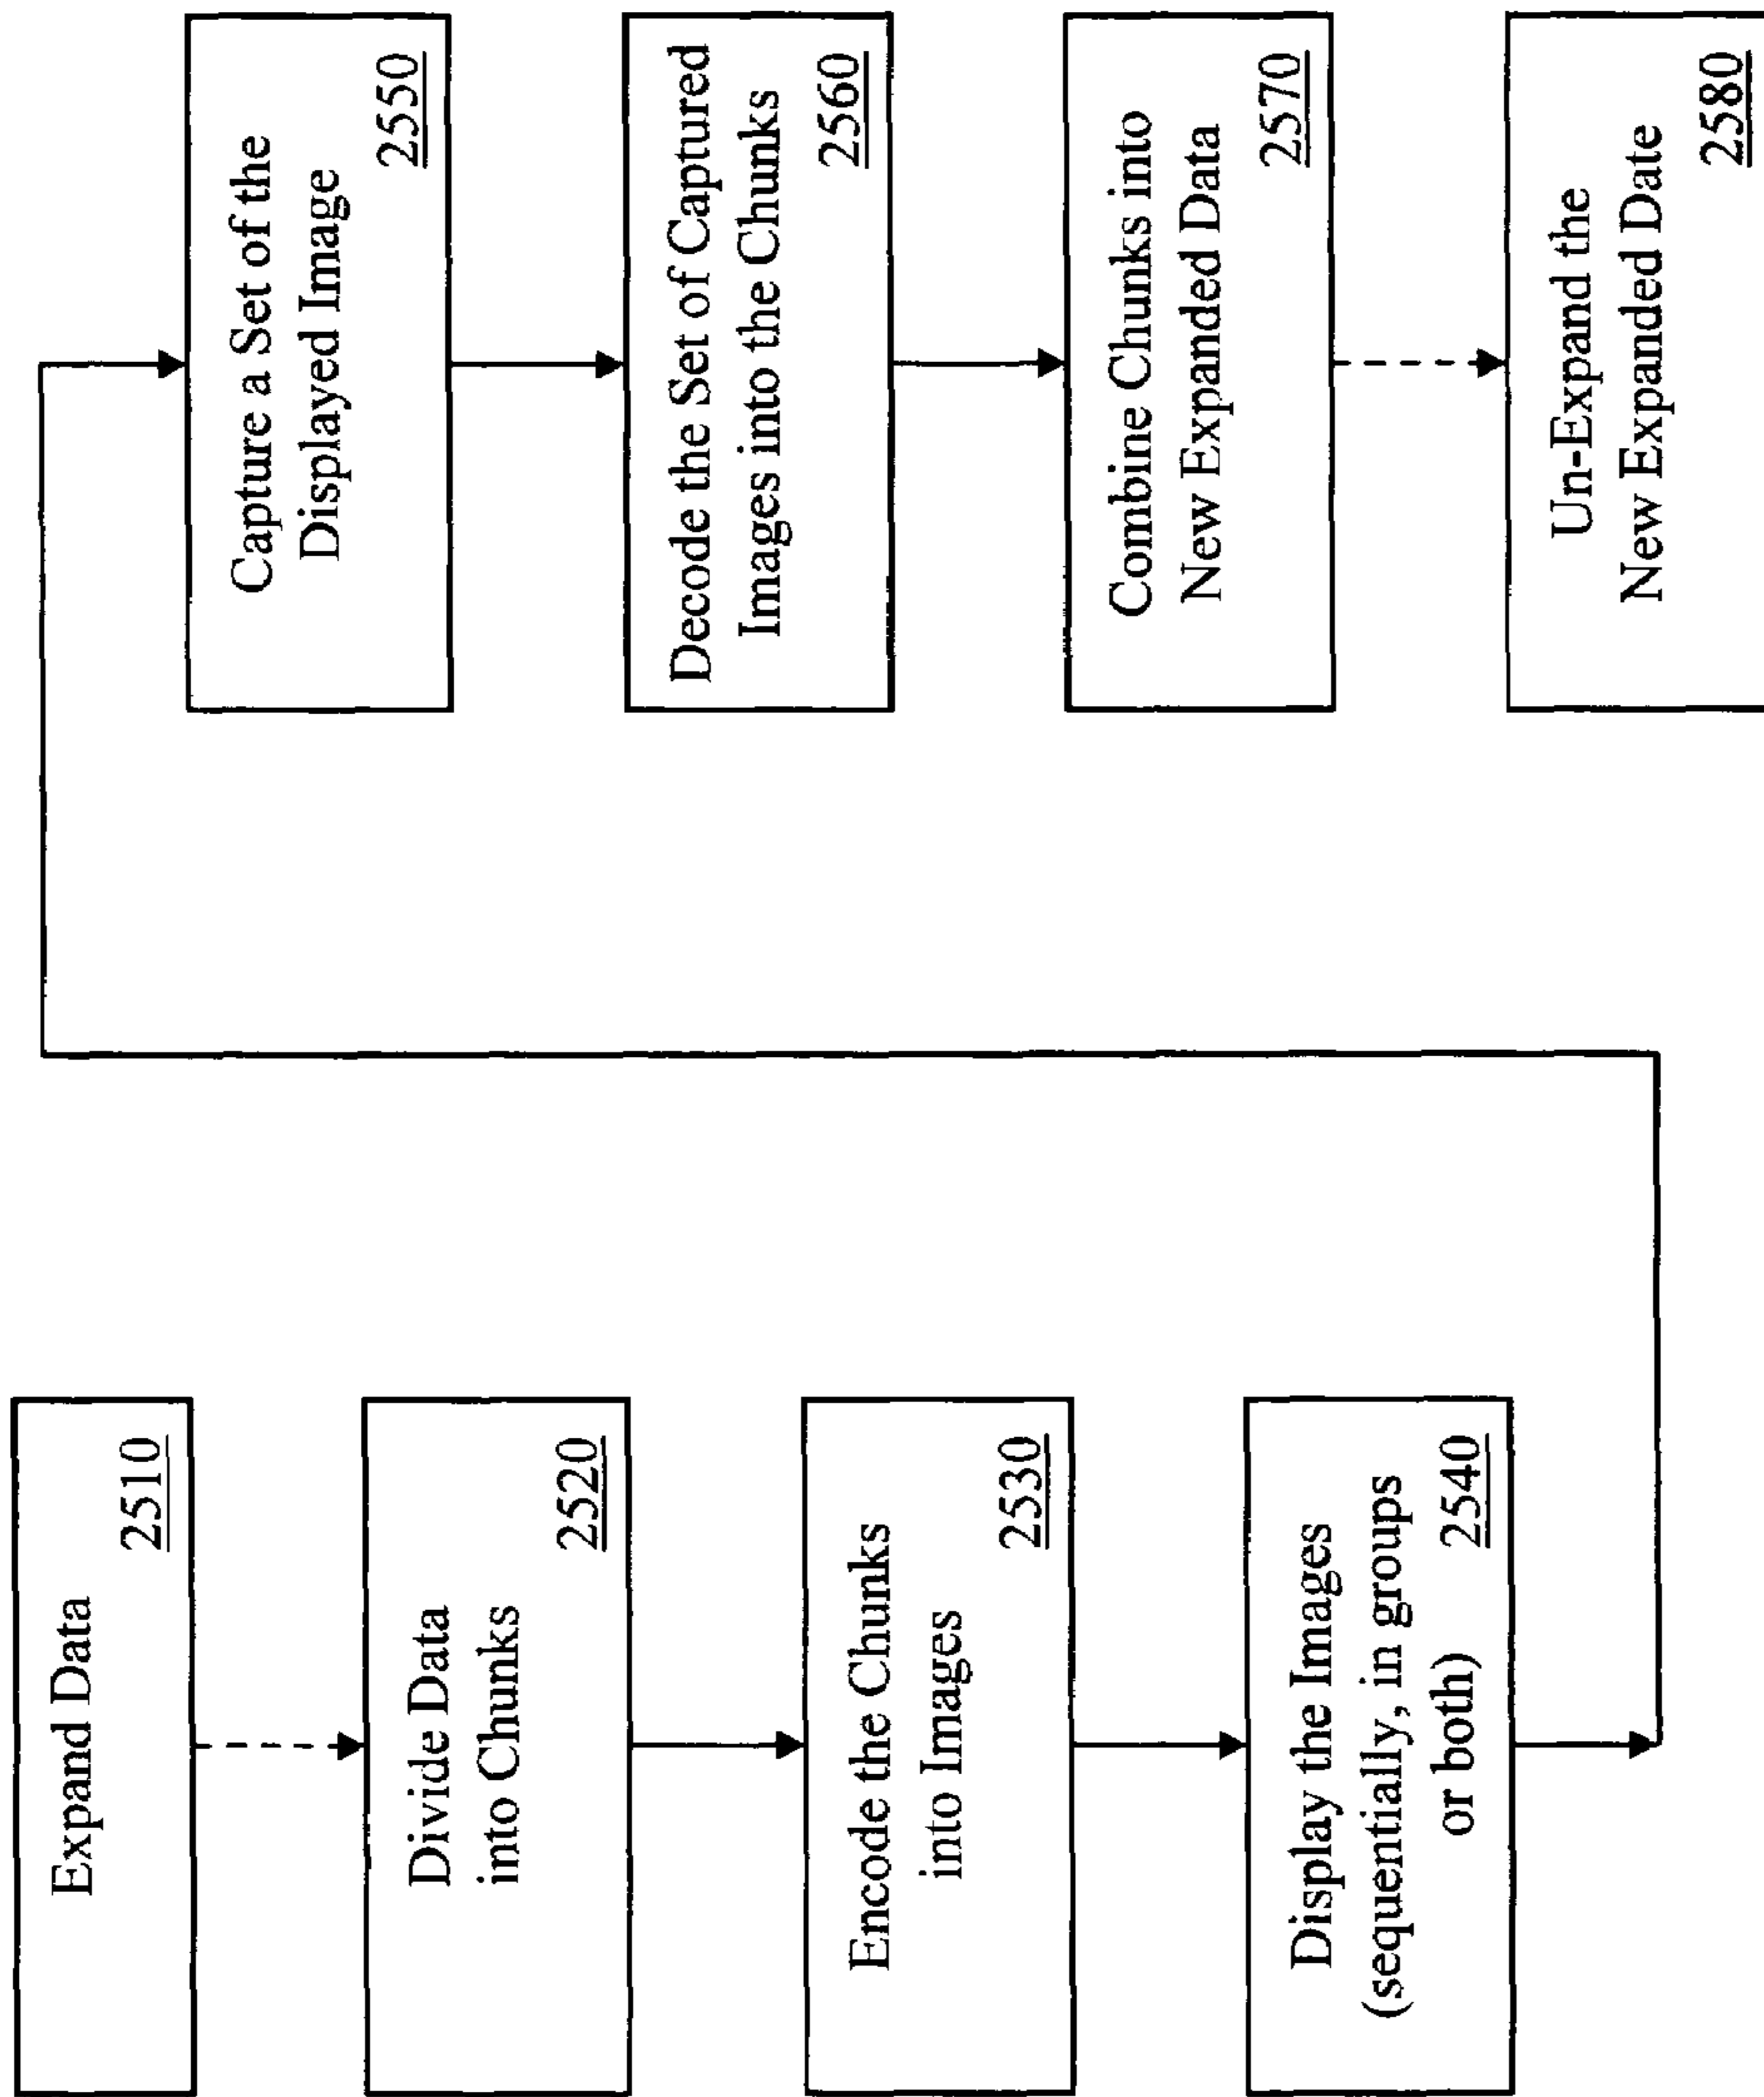 Expand Data
2510
Divide Data
into Chunks
2520
Encode the Chunks
into Images
2530
Display the Images
(sequentially, in groups
or both)
2540
Capture a Set of the
Displayed Image
2550
Decode the Set of Captured
Images into the Chunks
2560
Combine Chunks into
New Expanded Data
2570
Un-Expand the
New Expanded Date
2580